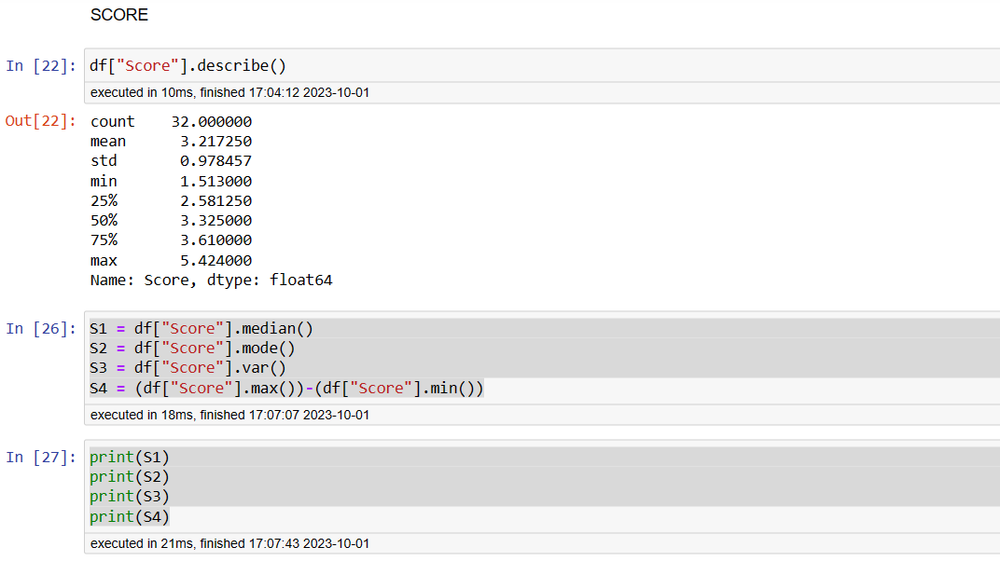 SCORE
In [22]: df["Score"].describe()
executed in 10ms, finished 17:04:12 2023-10-01
Out[22]: count    32.000000
mean      3.217250
std       0.978457
min       1.513000
25%       2.581250
50%       3.325000
75%       3.610000
max       5.424000
Name: Score, dtype: float64
In [26]: S1 = df["Score"].median()
S2 = df["Score"].mode()
S3 = df["Score"].var()
S4 = (df["Score"].max())-(df["Score"].min())
executed in 18ms, finished 17:07:07 2023-10-01
In [27]: print(S1)
print(S2)
print(S3)
print(S4)
executed in 21ms, finished 17:07:43 2023-10-01